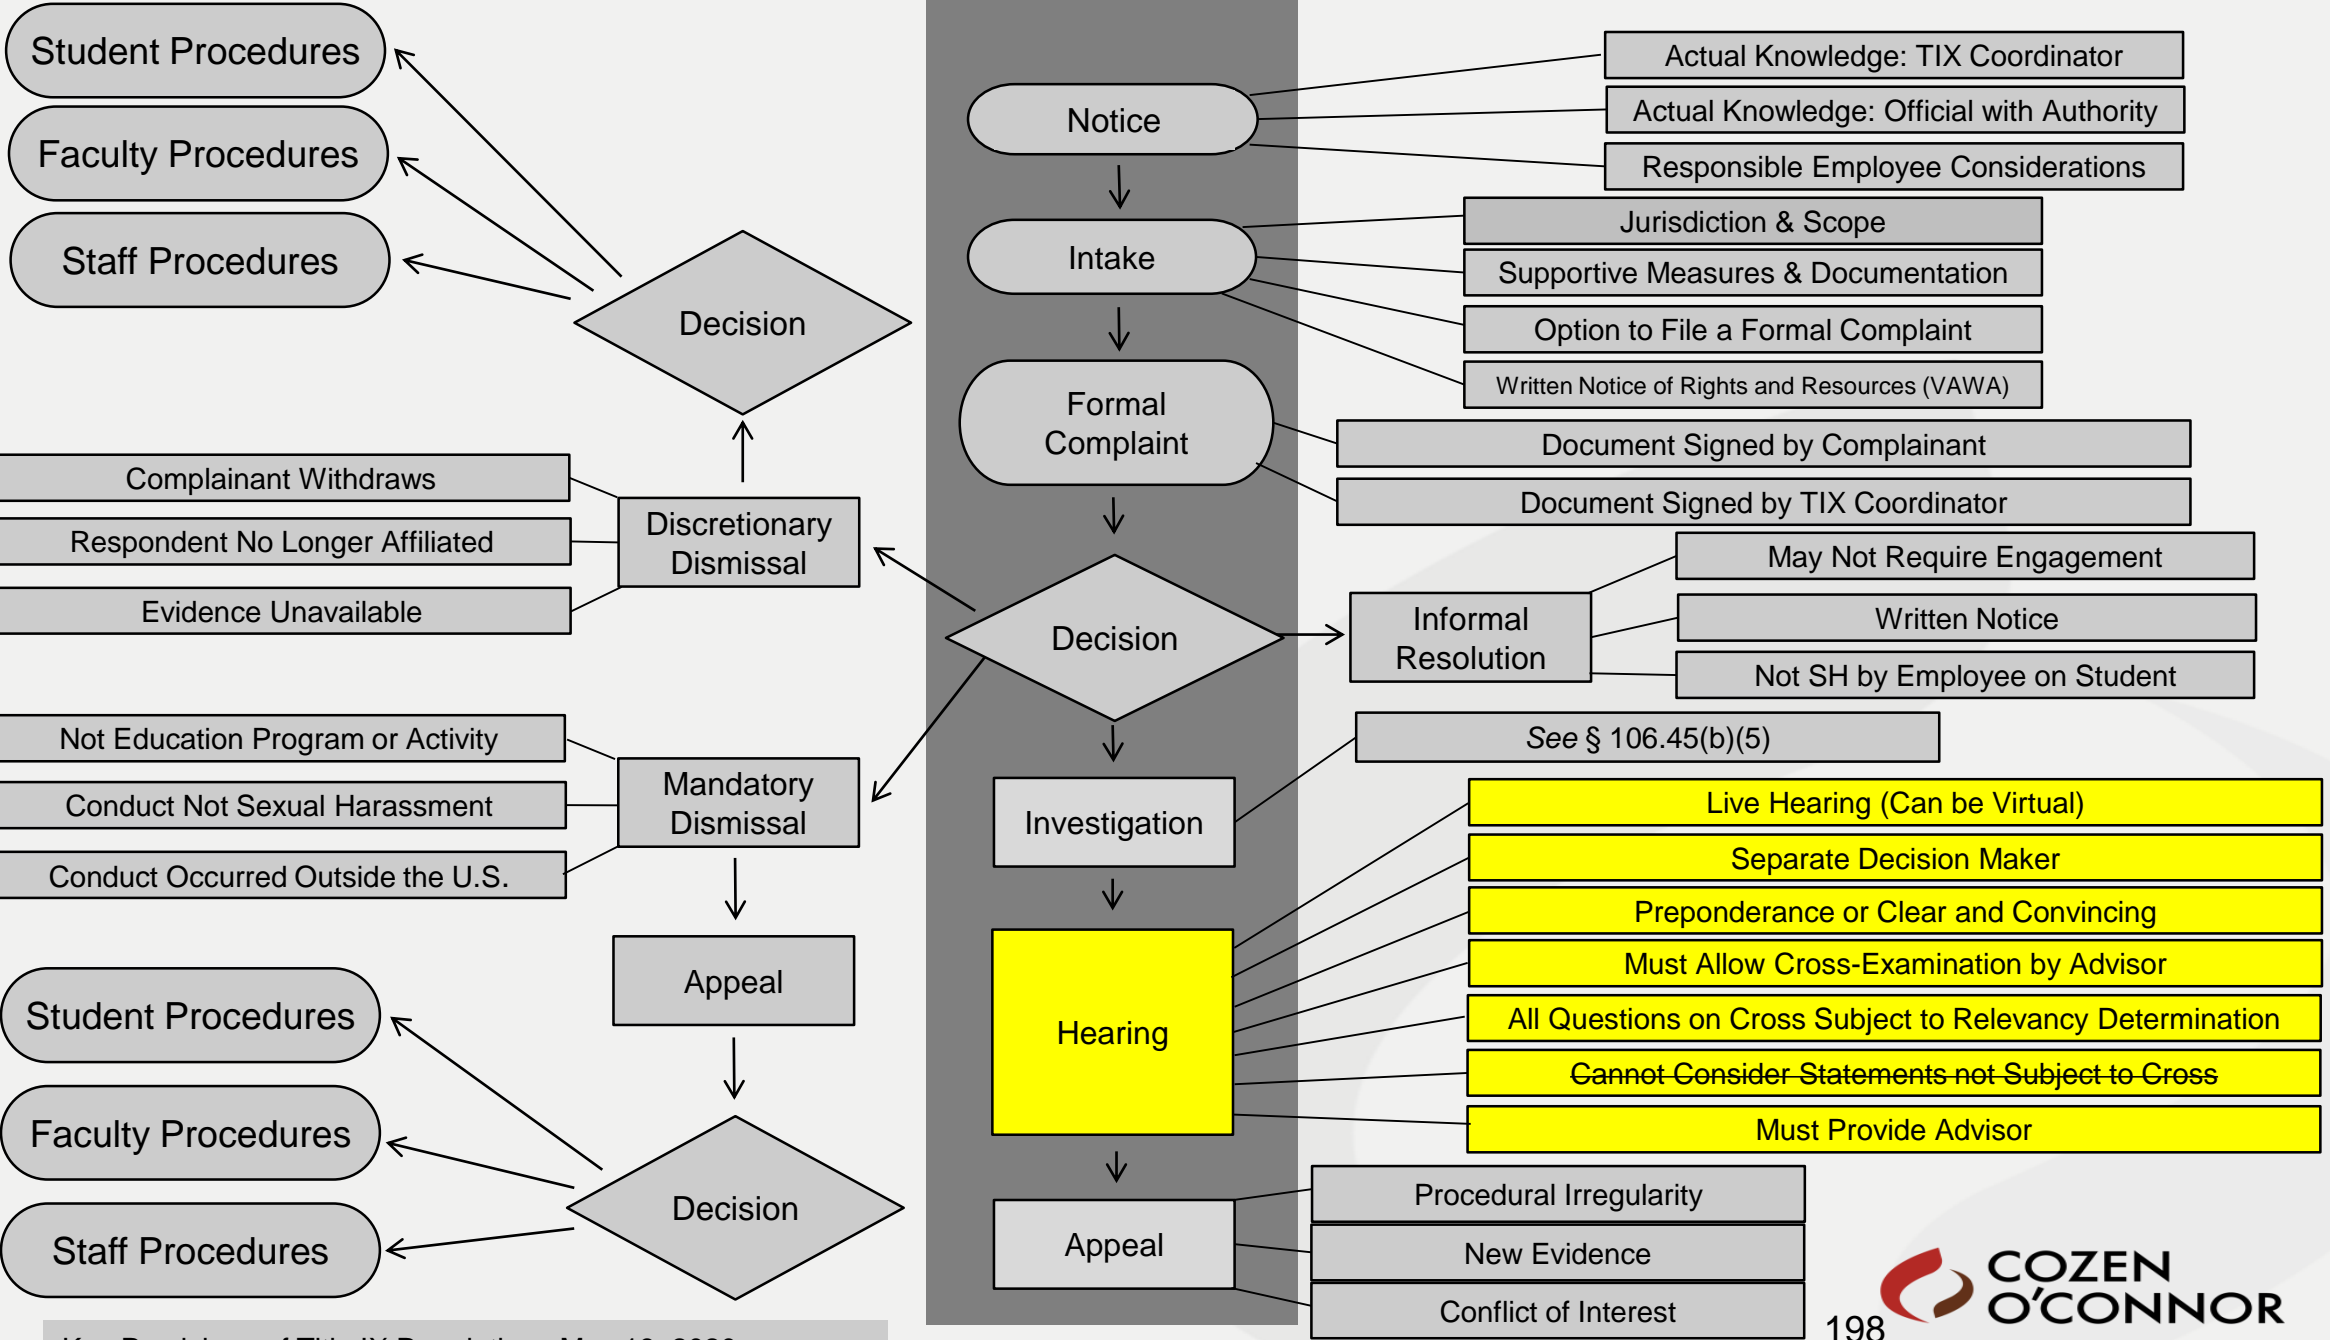 Student Procedures
Faculty Procedures
Staff Procedures
Decision
Complainant Withdraws
Respondent No Longer Affiliated
Evidence Unavailable
Discretionary
Dismissal
Not Education Program or Activity
Conduct Not Sexual Harassment
Conduct Occurred Outside the U.S.
Mandatory
Dismissal
Appeal
Student Procedures
Faculty Procedures
Staff Procedures
Decision
Notice
Actual Knowledge: TIX Coordinator
Actual Knowledge: Official with Authority
Responsible Employee Considerations
Intake
Jurisdiction & Scope
Supportive Measures & Documentation
Option to File a Formal Complaint
Written Notice of Rights and Resources (VAWA)
Formal
Complaint
Document Signed by Complainant
Document Signed by TIX Coordinator
Decision
Informal
Resolution
May Not Require Engagement
Written Notice
Not SH by Employee on Student
Investigation
See § 106.45(b)(5)
Hearing
Live Hearing (Can be Virtual)
Separate Decision Maker
Preponderance or Clear and Convincing
Must Allow Cross-Examination by Advisor
All Questions on Cross Subject to Relevancy Determination
Cannot Consider Statements not Subject to Cross
Must Provide Advisor
Appeal
Procedural Irregularity
New Evidence
Conflict of Interest
198
COZEN
O'CONNOR